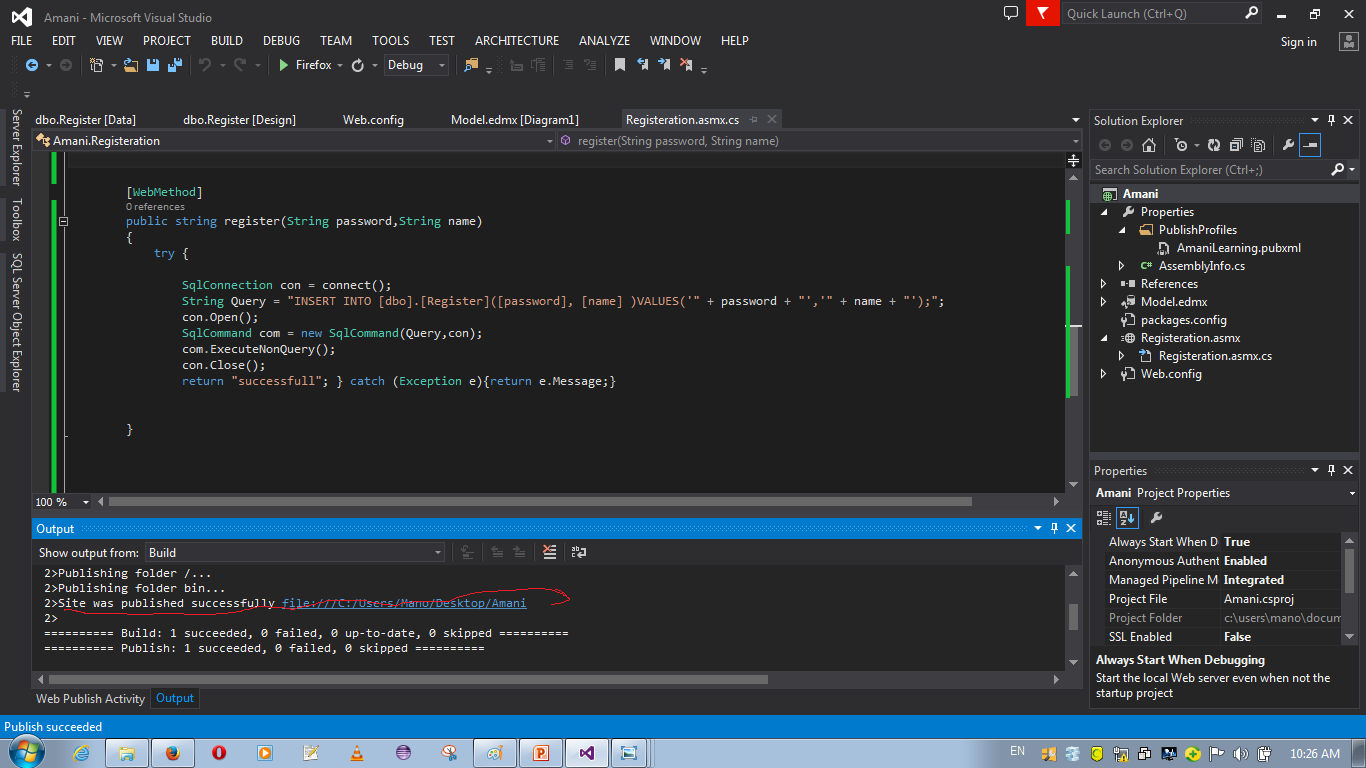 Amani - Microsoft Visual Studio
Quick Launch (Ctrl+Q)
FILE EDIT VIEW PROJECT BUILD DEBUG TEAM TOOLS TEST ARCHITECTURE ANALYZE WINDOW HELP
Sign in
Firefox Debug
Server Explorer
Toolbox
SQL Server Object Explorer
dbo.Register [Data] dbo.Register [Design] Web.config Model.edmx [Diagram1] Registeration.asmx.cs
Amani.Registeration register(String password, String name)
[WebMethod]
0 references
public string register(String password,String name)
{
try {
SqlConnection con = connect();
String Query = "INSERT INTO [dbo].[Register]([password], [name] )VALUES('" + password + "','" + name + "');";
con.Open();
SqlCommand com = new SqlCommand(Query,con);
com.ExecuteNonQuery();
con.Close();
return "successfull"; } catch (Exception e){return e.Message;}
}
100 %
Output
Show output from: Build
2>Publishing folder /...
2>Publishing folder bin...
2>Site was published successfully file:///C:/Users/Mano/Desktop/Amani
2>
========== Build: 1 succeeded, 0 failed, 0 up-to-date, 0 skipped ==========
========== Publish: 1 succeeded, 0 failed, 0 skipped ==========
Web Publish Activity Output
Solution Explorer
Search Solution Explorer (Ctrl+;)
Amani
Properties
PublishProfiles
AmaniLearning.pubxml
C# AssemblyInfo.cs
References
Model.edmx
packages.config
Registeration.asmx
Registeration.asmx.cs
Web.config
Properties
Amani Project Properties
Always Start When D True
Anonymous Authent Enabled
Managed Pipeline M Integrated
Project File Amani.csproj
Project Folder c:\users\mano\docum
SSL Enabled False
Always Start When Debugging
Start the local Web server even when not the
startup project
Publish succeeded
EN 10:26 AM